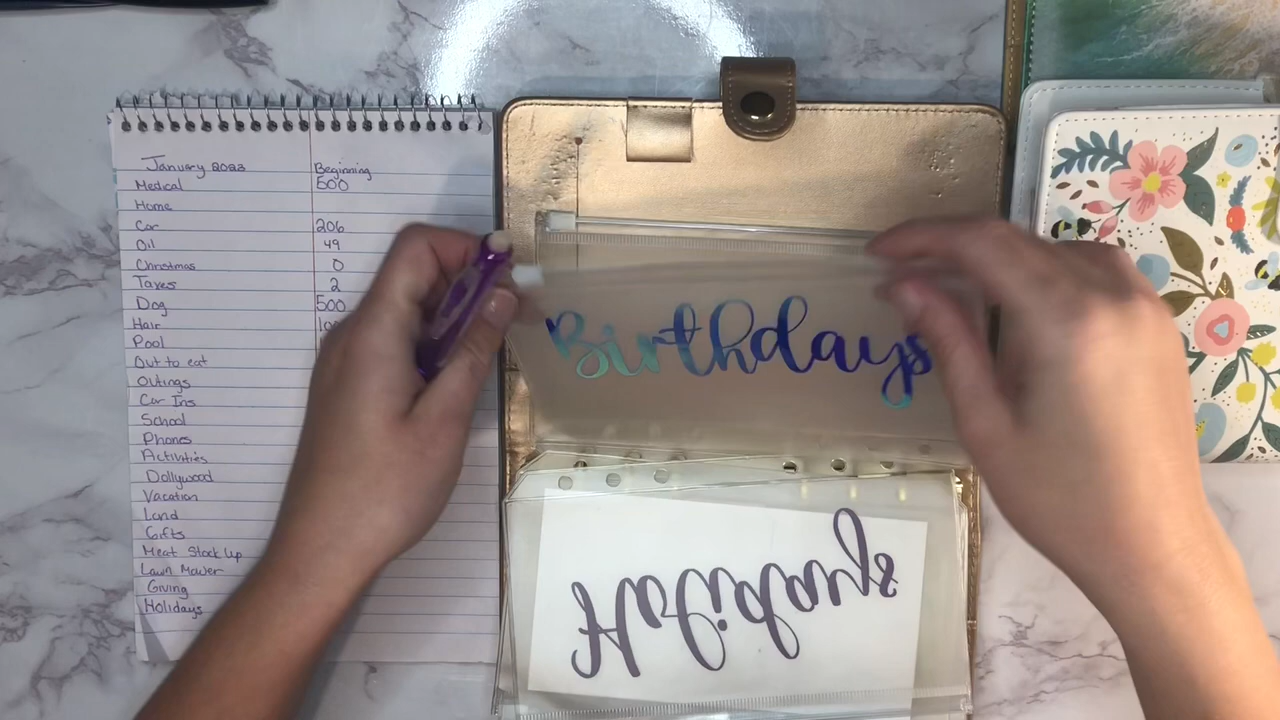 January 2023 Beginning
Medical 500
Home
Car 206
Oil 49
Christmas 0
Taxes 2
Dog 500
Hair
Pool
Out to eat
Outings
Car Ins
School
Phones
Activities
Dollywood
Vacation
Land
Gifts
Meat Stock Up
Lawn Mower
Giving
Holidays
Birthdays
Holidays